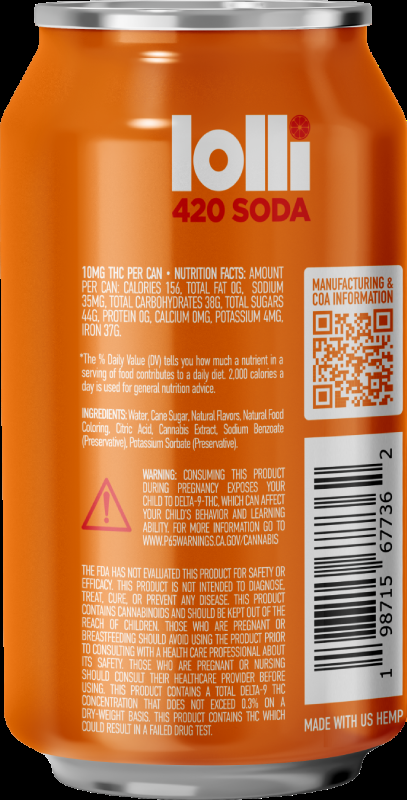 lolli
420 SODA
10MG THC PER CAN • NUTRITION FACTS: AMOUNT
PER CAN: CALORIES 156, TOTAL FAT 0G, SODIUM
35MG, TOTAL CARBOHYDRATES 38G, TOTAL SUGARS
44G, PROTEIN 0G, CALCIUM 0MG, POTASSIUM 4MG,
IRON 37G.
*The % Daily Value (DV) tells you how much a nutrient in a
serving of food contributes to a daily diet. 2,000 calories a
day is used for general nutrition advice.
INGREDIENTS: Water, Cane Sugar, Natural Flavors, Natural Food
Coloring, Citric Acid, Cannabis Extract, Sodium Benzoate
(Preservative), Potassium Sorbate (Preservative).
WARNING: CONSUMING THIS PRODUCT
DURING PREGNANCY EXPOSES YOUR
CHILD TO DELTA-9-THC, WHICH CAN AFFECT
YOUR CHILD'S BEHAVIOR AND LEARNING
ABILITY. FOR MORE INFORMATION GO TO
WWW.P65WARNINGS.CA.GOV/CANNABIS
THE FDA HAS NOT EVALUATED THIS PRODUCT FOR SAFETY OR
EFFICACY. THIS PRODUCT IS NOT INTENDED TO DIAGNOSE,
TREAT, CURE, OR PREVENT ANY DISEASE. THIS PRODUCT
CONTAINS CANNABINOIDS AND SHOULD BE KEPT OUT OF THE
REACH OF CHILDREN. THOSE WHO ARE PREGNANT OR
BREASTFEEDING SHOULD AVOID USING THE PRODUCT PRIOR
TO CONSULTING WITH A HEALTH CARE PROFESSIONAL ABOUT
ITS SAFETY. THOSE WHO ARE PREGNANT OR NURSING
SHOULD CONSULT THEIR HEALTHCARE PROVIDER BEFORE
USING. THIS PRODUCT CONTAINS A TOTAL DELTA-9 THC
CONCENTRATION THAT DOES NOT EXCEED 0.3% ON A
DRY-WEIGHT BASIS. THIS PRODUCT CONTAINS THC WHICH
COULD RESULT IN A FAILED DRUG TEST.
MANUFACTURING &
COA INFORMATION
1 98715 67736 2
MADE WITH US HEMP